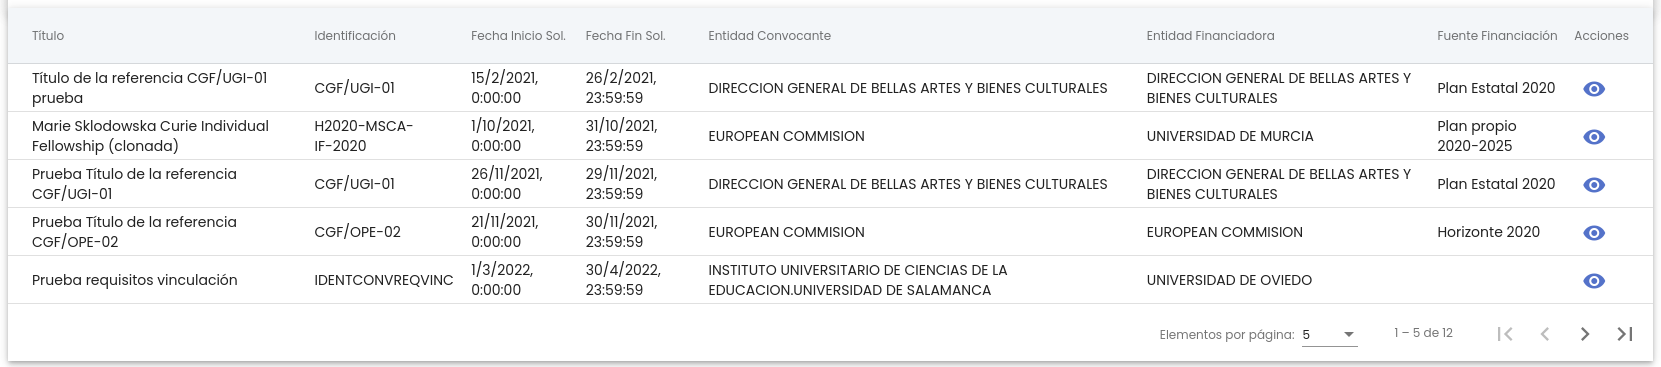 Título Identificación Fecha Inicio Sol. Fecha Fin Sol. Entidad Convocante Entidad Financiadora Fuente Financiación Acciones
Título de la referencia CGF/UGI-01
prueba
CGF/UGI-01
15/2/2021,
0:00:00
26/2/2021,
23:59:59
DIRECCION GENERAL DE BELLAS ARTES Y BIENES CULTURALES
DIRECCION GENERAL DE BELLAS ARTES Y
BIENES CULTURALES
Plan Estatal 2020
Marie Sklodowska Curie Individual
Fellowship (clonada)
H2020-MSCA-
IF-2020
1/10/2021,
0:00:00
31/10/2021,
23:59:59
EUROPEAN COMMISION
UNIVERSIDAD DE MURCIA
Plan propio
2020-2025
Prueba Título de la referencia
CGF/UGI-01
CGF/UGI-01
26/11/2021,
0:00:00
29/11/2021,
23:59:59
DIRECCION GENERAL DE BELLAS ARTES Y BIENES CULTURALES
DIRECCION GENERAL DE BELLAS ARTES Y
BIENES CULTURALES
Plan Estatal 2020
Prueba Título de la referencia
CGF/OPE-02
CGF/OPE-02
21/11/2021,
0:00:00
30/11/2021,
23:59:59
EUROPEAN COMMISION
EUROPEAN COMMISION
Horizonte 2020
Prueba requisitos vinculación
IDENTCONVREQVINC
1/3/2022,
0:00:00
30/4/2022,
23:59:59
INSTITUTO UNIVERSITARIO DE CIENCIAS DE LA
EDUCACION.UNIVERSIDAD DE SALAMANCA
UNIVERSIDAD DE OVIEDO
Elementos por página: 5 1 – 5 de 12